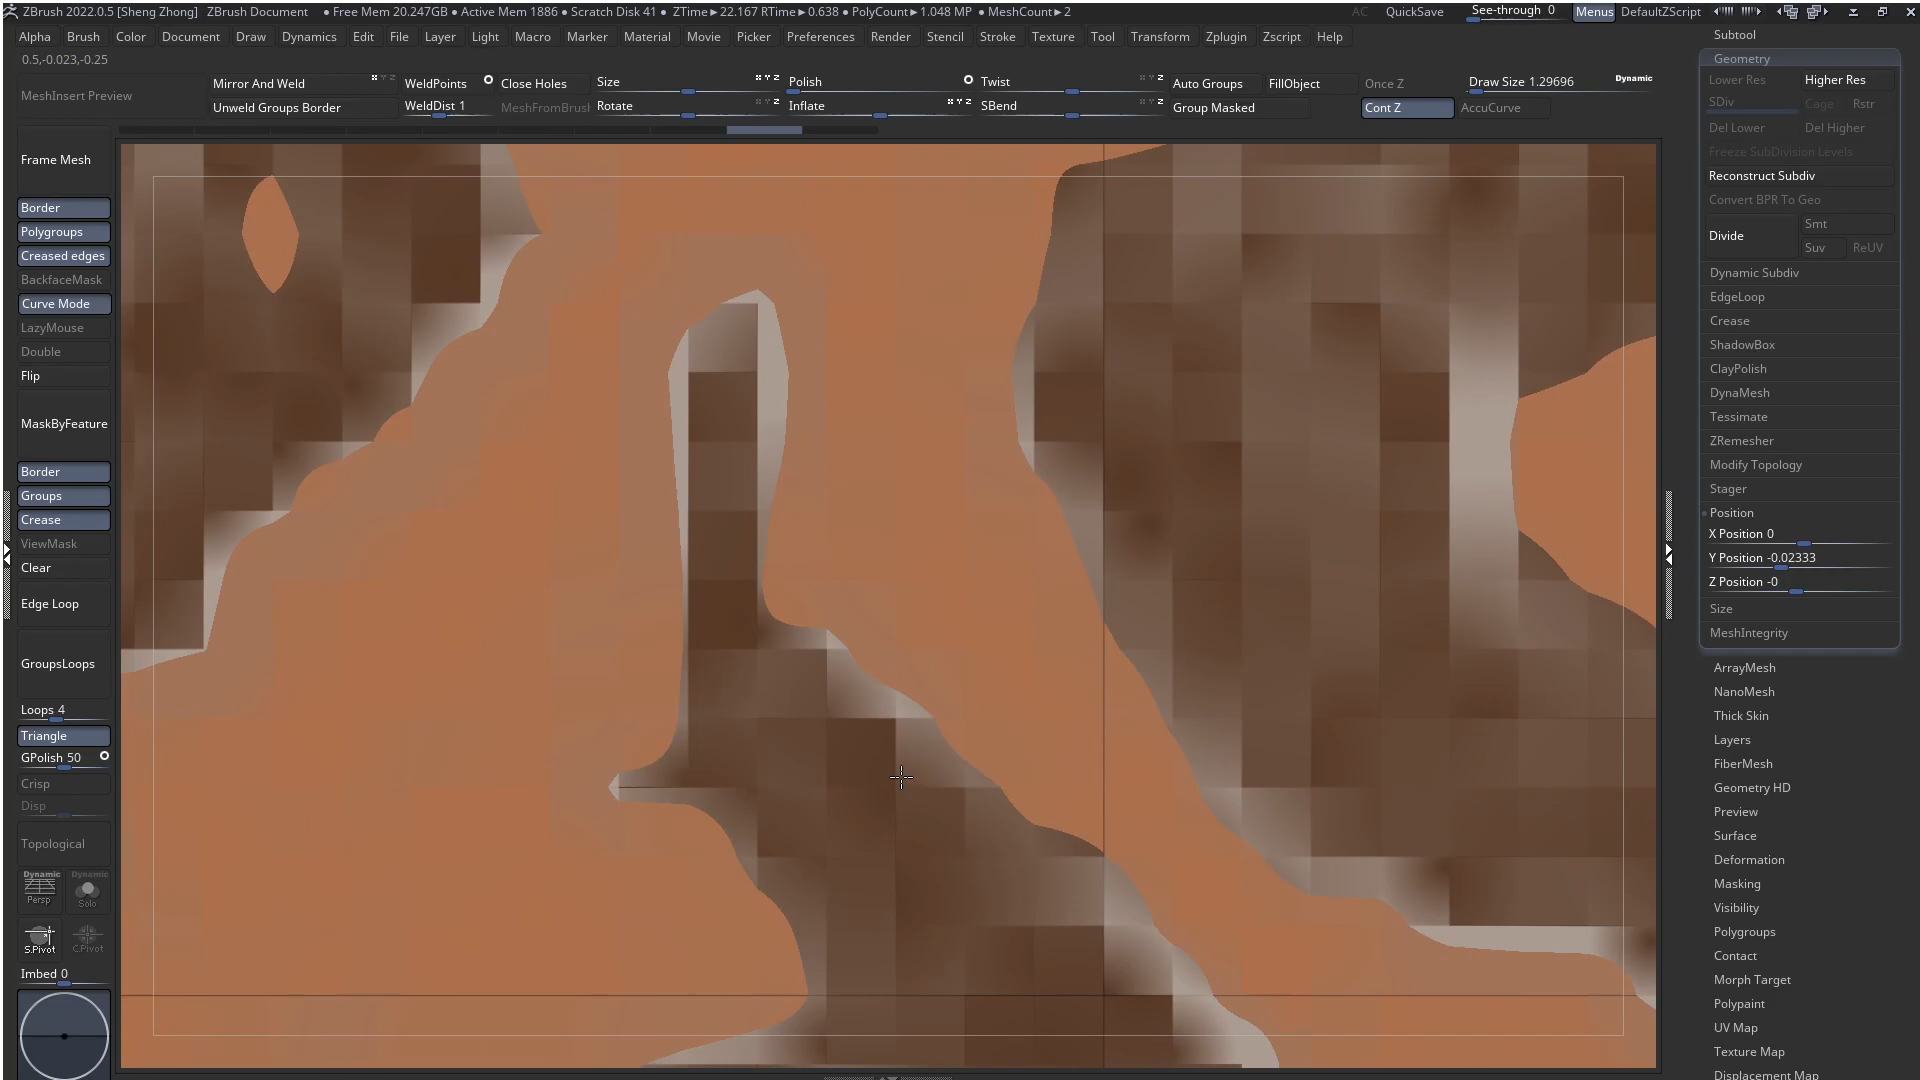 ZBrush 2022.0.5 [Sheng Zhong] ZBrush Document ● Free Mem 20.247GB ● Active Mem 1886 ● Scratch Disk 41 ● ZTime►22.167 RTime►0.638 ● PolyCount►1.048 MP ● MeshCount►2 AC QuickSave See-through 0 Menus DefaultZScript
Alpha Brush Color Document Draw Dynamics Edit File Layer Light Macro Marker Material Movie Picker Preferences Render Stencil Stroke Texture Tool Transform Zplugin Zscript Help
0.5,-0.023,-0.25
MeshInsert Preview
Mirror And Weld WeldPoints Close Holes Size Polish Twist Auto Groups FillObject Once Z Draw Size 1.29696 Dynamic
Unweld Groups Border WeldDist 1 MeshFromBrush Rotate Inflate SBend Group Masked Cont Z AccuCurve
Frame Mesh
Border
Polygroups
Creased edges
BackfaceMask
Curve Mode
LazyMouse
Double
Flip
MaskByFeature
Border
Groups
Crease
ViewMask
Clear
Edge Loop
GroupsLoops
Loops 4
Triangle
GPolish 50
Crisp
Disp
Topological
Dynamic Dynamic
Persp Solo
S.Pivot C.Pivot
Imbed 0
Subtool
Geometry
Lower Res Higher Res
SDiv Cage Rstr
Del Lower Del Higher
Freeze SubDivision Levels
Reconstruct Subdiv
Convert BPR To Geo
Divide Smt
Suv ReUV
Dynamic Subdiv
EdgeLoop
Crease
ShadowBox
ClayPolish
DynaMesh
Tessimate
ZRemesher
Modify Topology
Stager
Position
X Position 0
Y Position -0.02333
Z Position -0
Size
MeshIntegrity
ArrayMesh
NanoMesh
Thick Skin
Layers
FiberMesh
Geometry HD
Preview
Surface
Deformation
Masking
Visibility
Polygroups
Contact
Morph Target
Polypaint
UV Map
Texture Map
Displacement Map